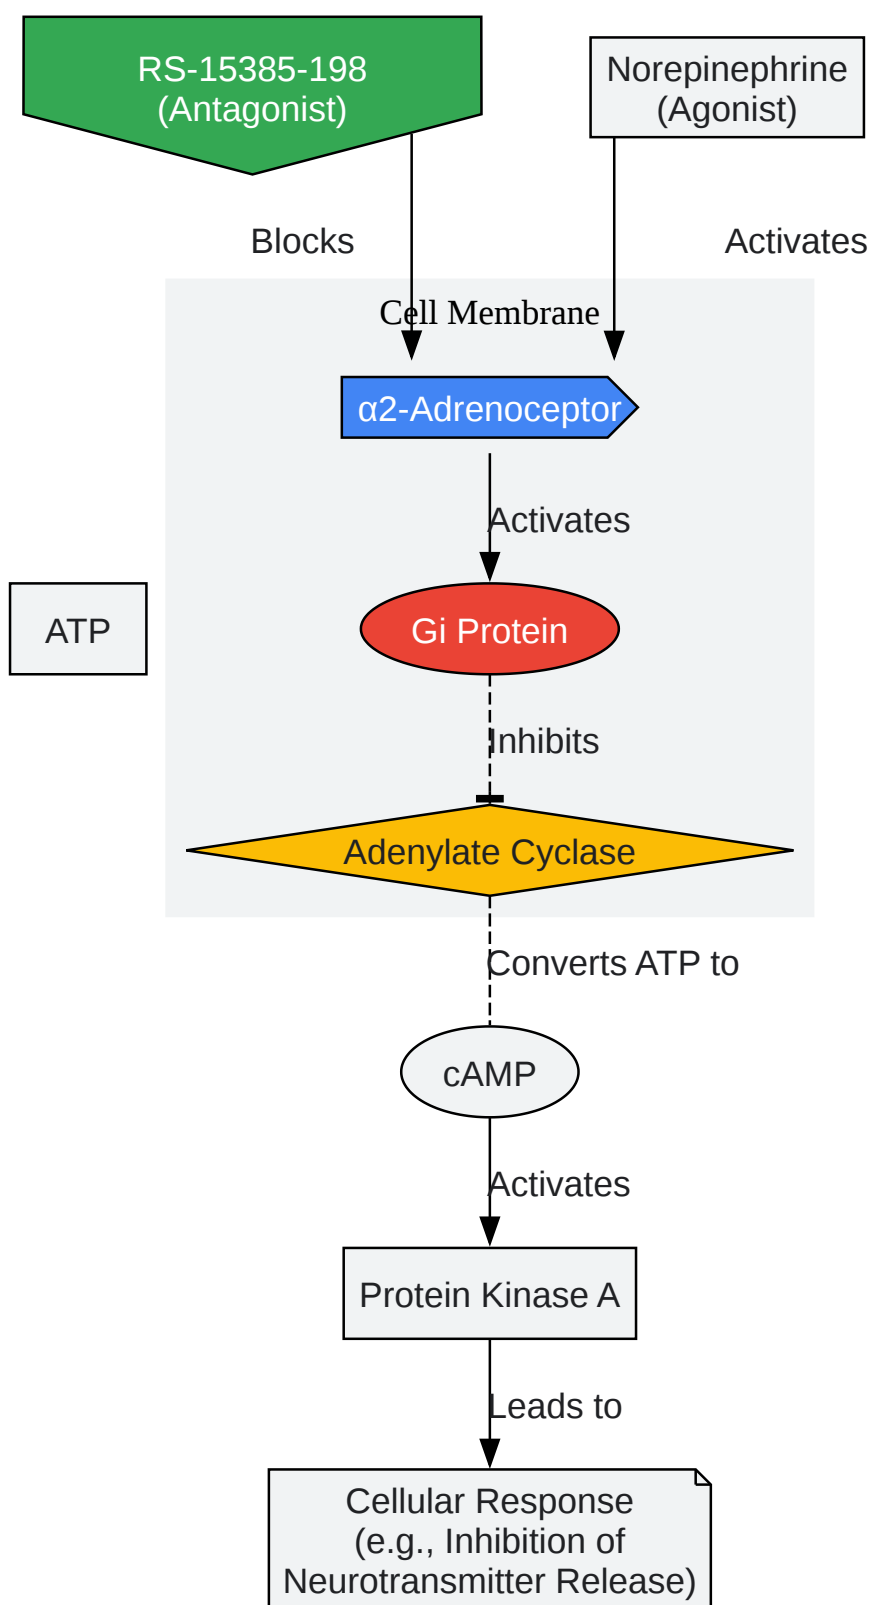 RS-15385-198
(Antagonist)
Norepinephrine
(Agonist)
Blocks
Activates
Cell Membrane
α2-Adrenoceptor
Activates
ATP
Gi Protein
Inhibits
Adenylate Cyclase
Converts ATP to
cAMP
Activates
Protein Kinase A
Leads to
Cellular Response
(e.g., Inhibition of
Neurotransmitter Release)